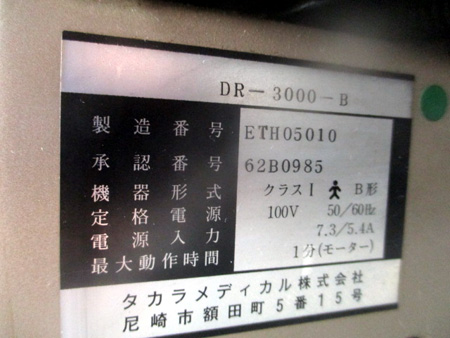 DR-3000-B
製造番号 ETH05010
承認番号 62B0985
機器形式 クラスⅠ B形
定格電源 100V 50/60Hz
電源入力 7.3/5.4A
最大動作時間 1分(モーター)
タカラメディカル株式会社
尼崎市額田町5番15号